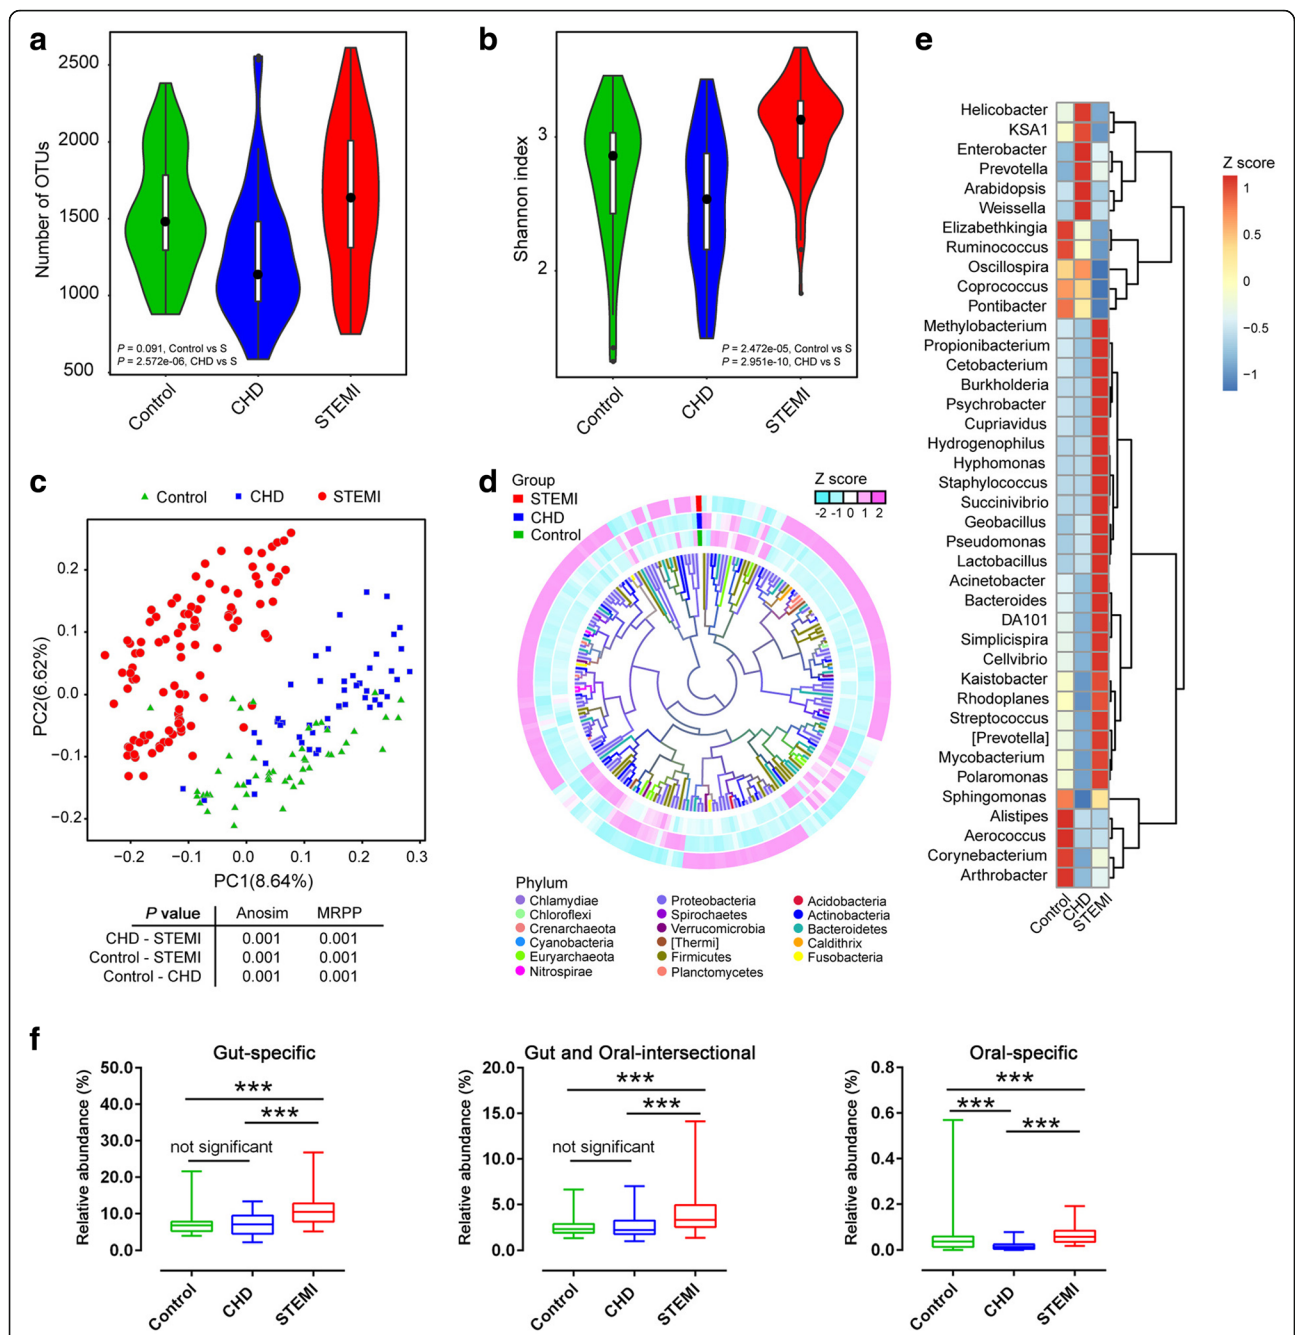 a
Number of OTUs
2500
2000
1500
1000
500
P = 0.091, Control vs S
P = 2.572e-06, CHD vs S
Control
CHD
STEMI
b
Shannon index
3
2
P = 2.472e-05, Control vs S
P = 2.951e-10, CHD vs S
Control
CHD
STEMI
c
Control CHD STEMI
PC2(6.62%)
0.2
0.1
0.0
−0.1
−0.2
−0.2 −0.1 0.0 0.1 0.2 0.3
PC1(8.64%)
P value Anosim MRPP
CHD - STEMI 0.001 0.001
Control - STEMI 0.001 0.001
Control - CHD 0.001 0.001
d
Group
STEMI
CHD
Control
Z score
-2 -1 0 1 2
Phylum
Chlamydiae
Chloroflexi
Crenarchaeota
Cyanobacteria
Euryarchaeota
Nitrospirae
Proteobacteria
Spirochaetes
Verrucomicrobia
[Thermi]
Firmicutes
Planctomycetes
Acidobacteria
Actinobacteria
Bacteroidetes
Caldithrix
Fusobacteria
e
Helicobacter
KSA1
Enterobacter
Prevotella
Arabidopsis
Weissella
Elizabethkingia
Ruminococcus
Oscillospira
Coprococcus
Pontibacter
Methylobacterium
Propionibacterium
Cetobacterium
Burkholderia
Psychrobacter
Cupriavidus
Hydrogenophilus
Hyphomonas
Staphylococcus
Succinivibrio
Geobacillus
Pseudomonas
Lactobacillus
Acinetobacter
Bacteroides
DA101
Simplicispira
Cellvibrio
Kaistobacter
Rhodoplanes
Streptococcus
[Prevotella]
Mycobacterium
Polaromonas
Sphingomonas
Alistipes
Aerococcus
Corynebacterium
Arthrobacter
Control
CHD
STEMI
Z score
1
0.5
0
−0.5
−1
f
Gut-specific
Relative abundance (%)
50.0
40.0
30.0
20.0
10.0
0.0
***
***
not significant
Control
CHD
STEMI
Gut and Oral-intersectional
Relative abundance (%)
20.0
15.0
10.0
5.0
0.0
***
***
not significant
Control
CHD
STEMI
Oral-specific
Relative abundance (%)
0.8
0.6
0.4
0.2
0.0
***
***
***
Control
CHD
STEMI